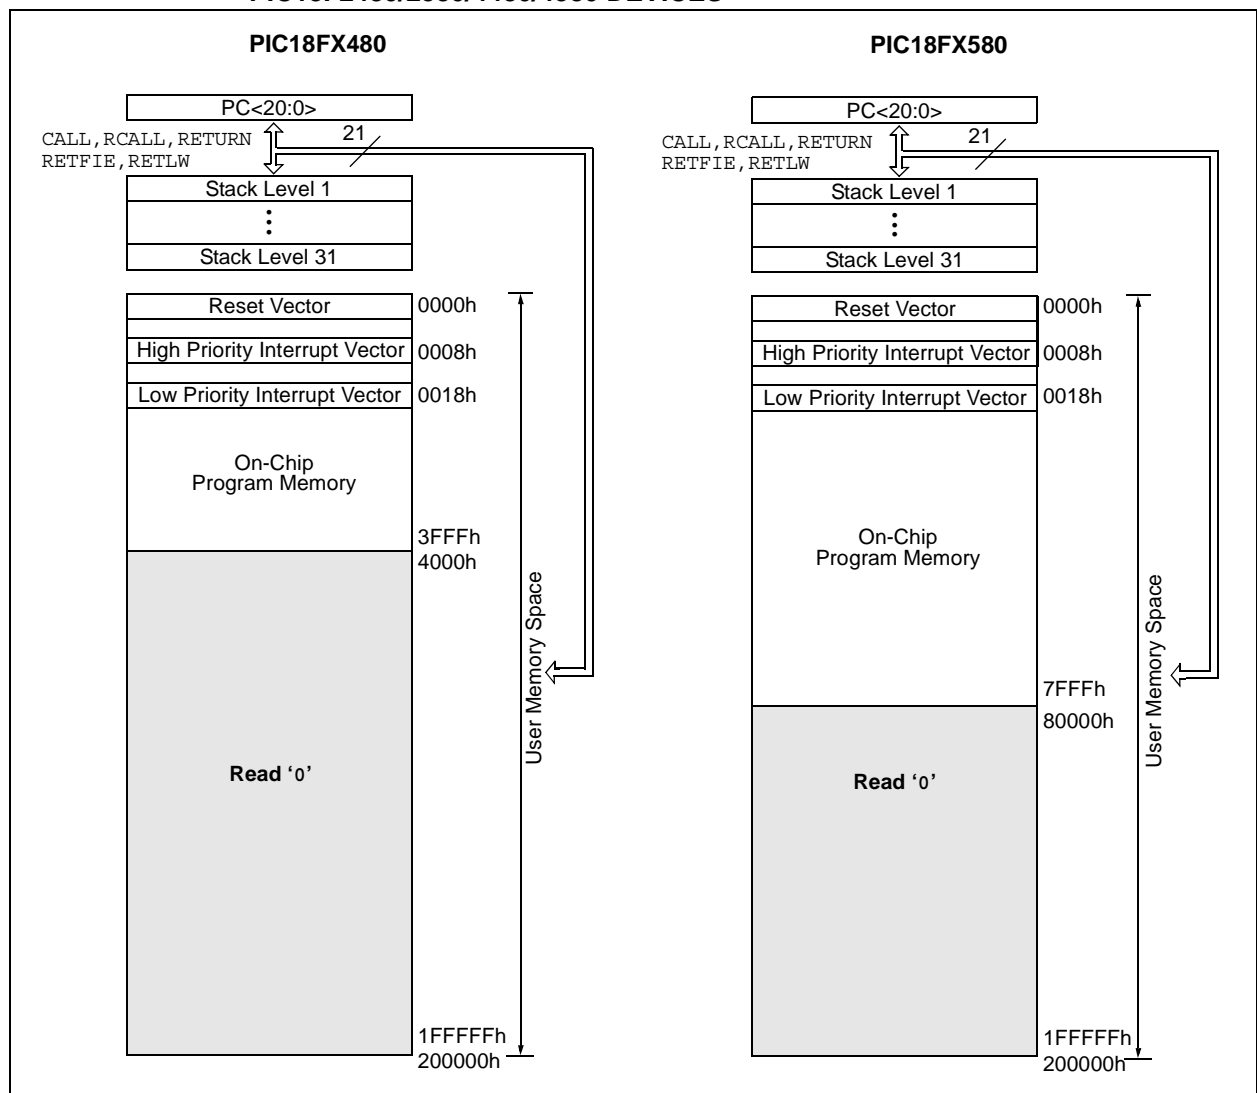 PIC18FX480
PC<20:0>
CALL,RCALL,RETURN
RETFIE,RETLW
21
Stack Level 1
Stack Level 31
Reset Vector
0000h
High Priority Interrupt Vector
0008h
Low Priority Interrupt Vector
0018h
On-Chip
Program Memory
3FFFh
4000h
Read ‘0’
1FFFFFh
200000h
User Memory Space
PIC18FX580
PC<20:0>
CALL,RCALL,RETURN
RETFIE,RETLW
21
Stack Level 1
Stack Level 31
Reset Vector
0000h
High Priority Interrupt Vector
0008h
Low Priority Interrupt Vector
0018h
On-Chip
Program Memory
7FFFh
80000h
Read ‘0’
1FFFFFh
200000h
User Memory Space